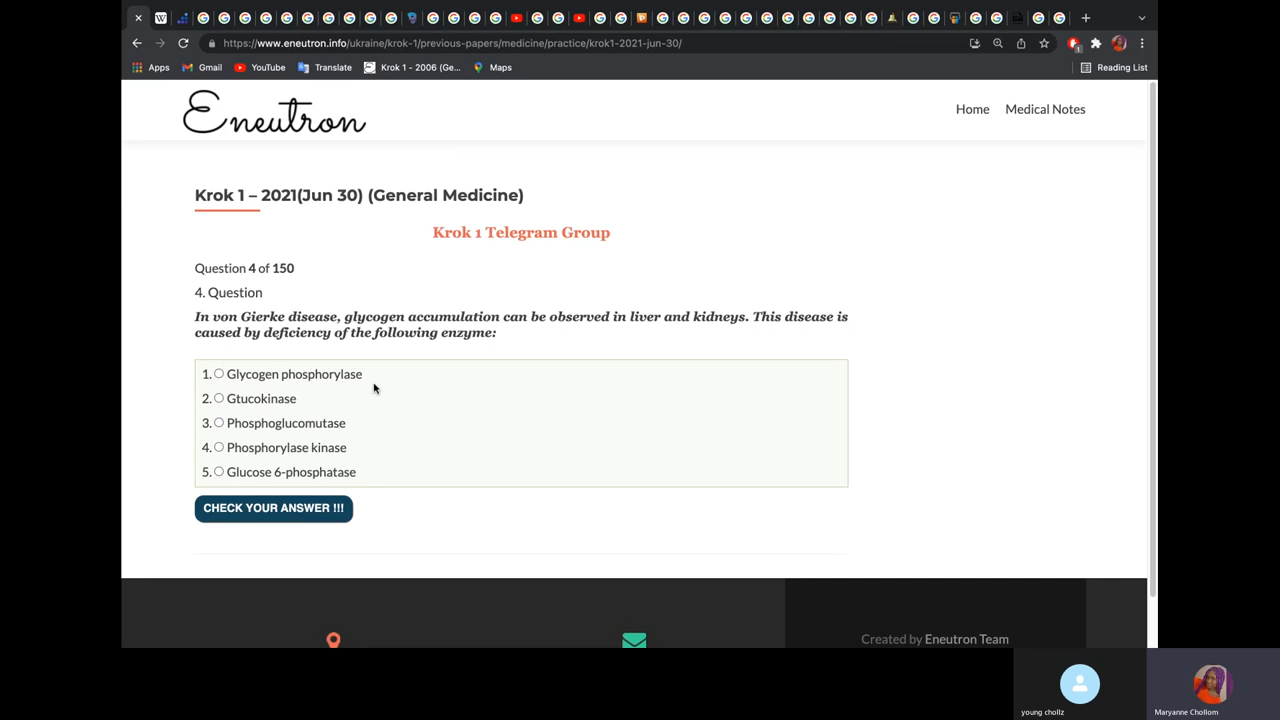 https://www.eneutron.info/ukraine/krok-1/previous-papers/medicine/practice/krok1-2021-jun-30/
1
Apps Gmail YouTube Translate Krok 1 - 2006 (Ge... Maps Reading List
Eneutron
Home Medical Notes
Krok 1 – 2021(Jun 30) (General Medicine)
Krok 1 Telegram Group
Question 4 of 150
4. Question
In von Gierke disease, glycogen accumulation can be observed in liver and kidneys. This disease is
caused by deficiency of the following enzyme:
1. Glycogen phosphorylase
2. Gtucokinase
3. Phosphoglucomutase
4. Phosphorylase kinase
5. Glucose 6-phosphatase
CHECK YOUR ANSWER !!!
Created by Eneutron Team
young chollz
Maryanne Chollom